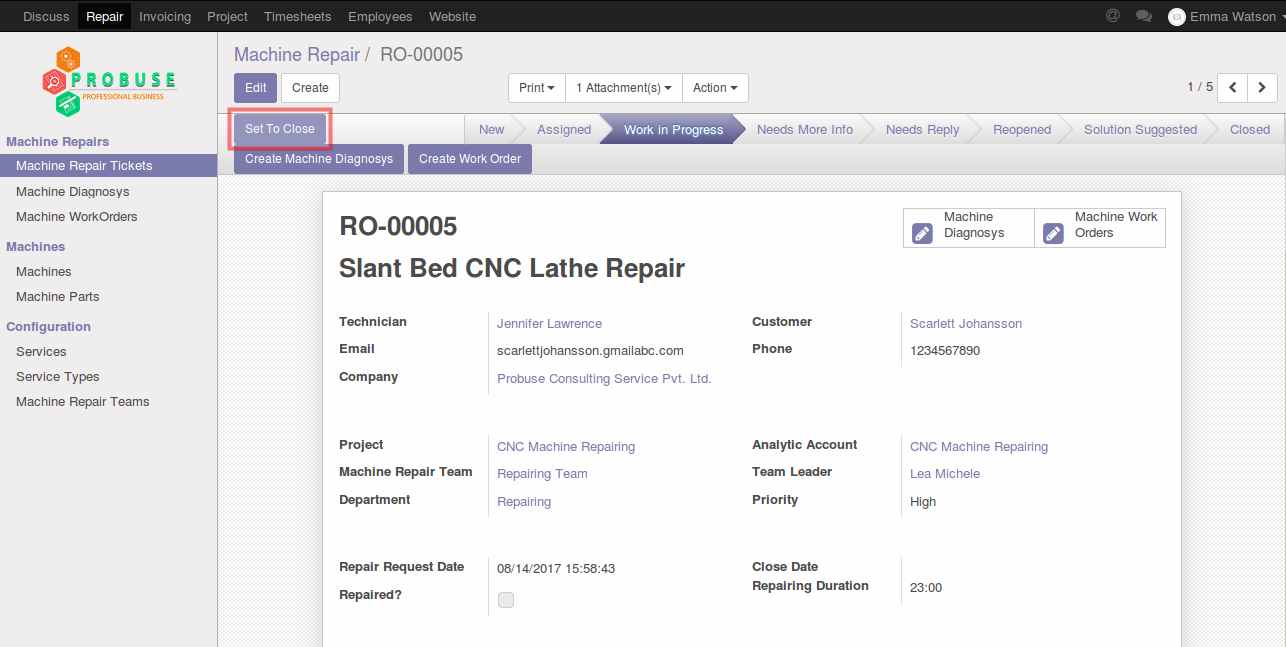 Discuss Repair Invoicing Project Timesheets Employees Website @ Emma Watson
PROBUSE
PROFESSIONAL BUSINESS
Machine Repairs
Machine Repair Tickets
Machine Diagnosys
Machine WorkOrders
Machines
Machines
Machine Parts
Configuration
Services
Service Types
Machine Repair Teams
Machine Repair / RO-00005
Edit Create Print 1 Attachment(s) Action 1 / 5
Set To Close New Assigned Work in Progress Needs More Info Needs Reply Reopened Solution Suggested Closed
Create Machine Diagnosys Create Work Order
Machine Diagnosys
Machine Work Orders
RO-00005
Slant Bed CNC Lathe Repair
Technician Jennifer Lawrence Customer Scarlett Johansson
Email scarlettjohansson.gmailabc.com Phone 1234567890
Company Probuse Consulting Service Pvt. Ltd.
Project CNC Machine Repairing Analytic Account CNC Machine Repairing
Machine Repair Team Repairing Team Team Leader Lea Michele
Department Repairing Priority High
Repair Request Date 08/14/2017 15:58:43 Close Date
Repairing Duration 23:00
Repaired?